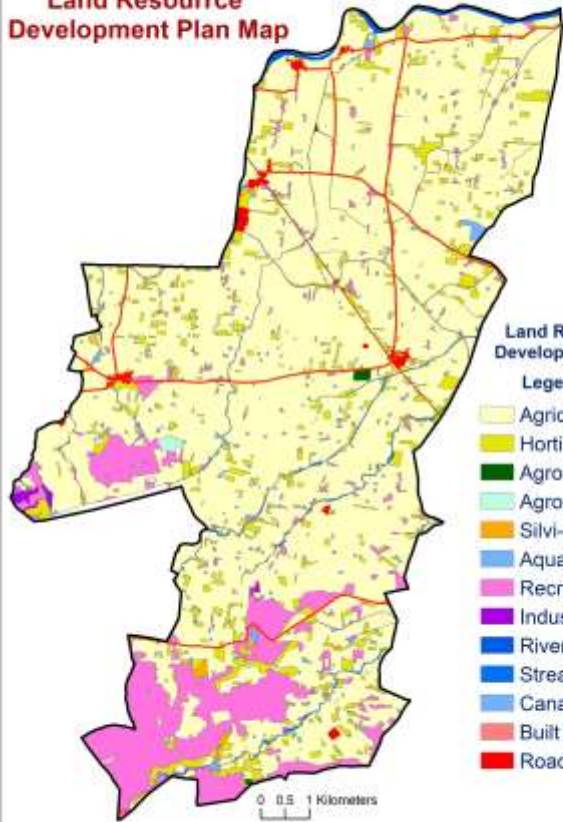 Land Resourrce
Development Plan Map
Land R
Develop
Lege
Agric
Horti
Agro
Agro
Silvi-
Aqua
Recr
Indus
River
Strea
Cana
Built
Road
0 0.5 1 Kilometers